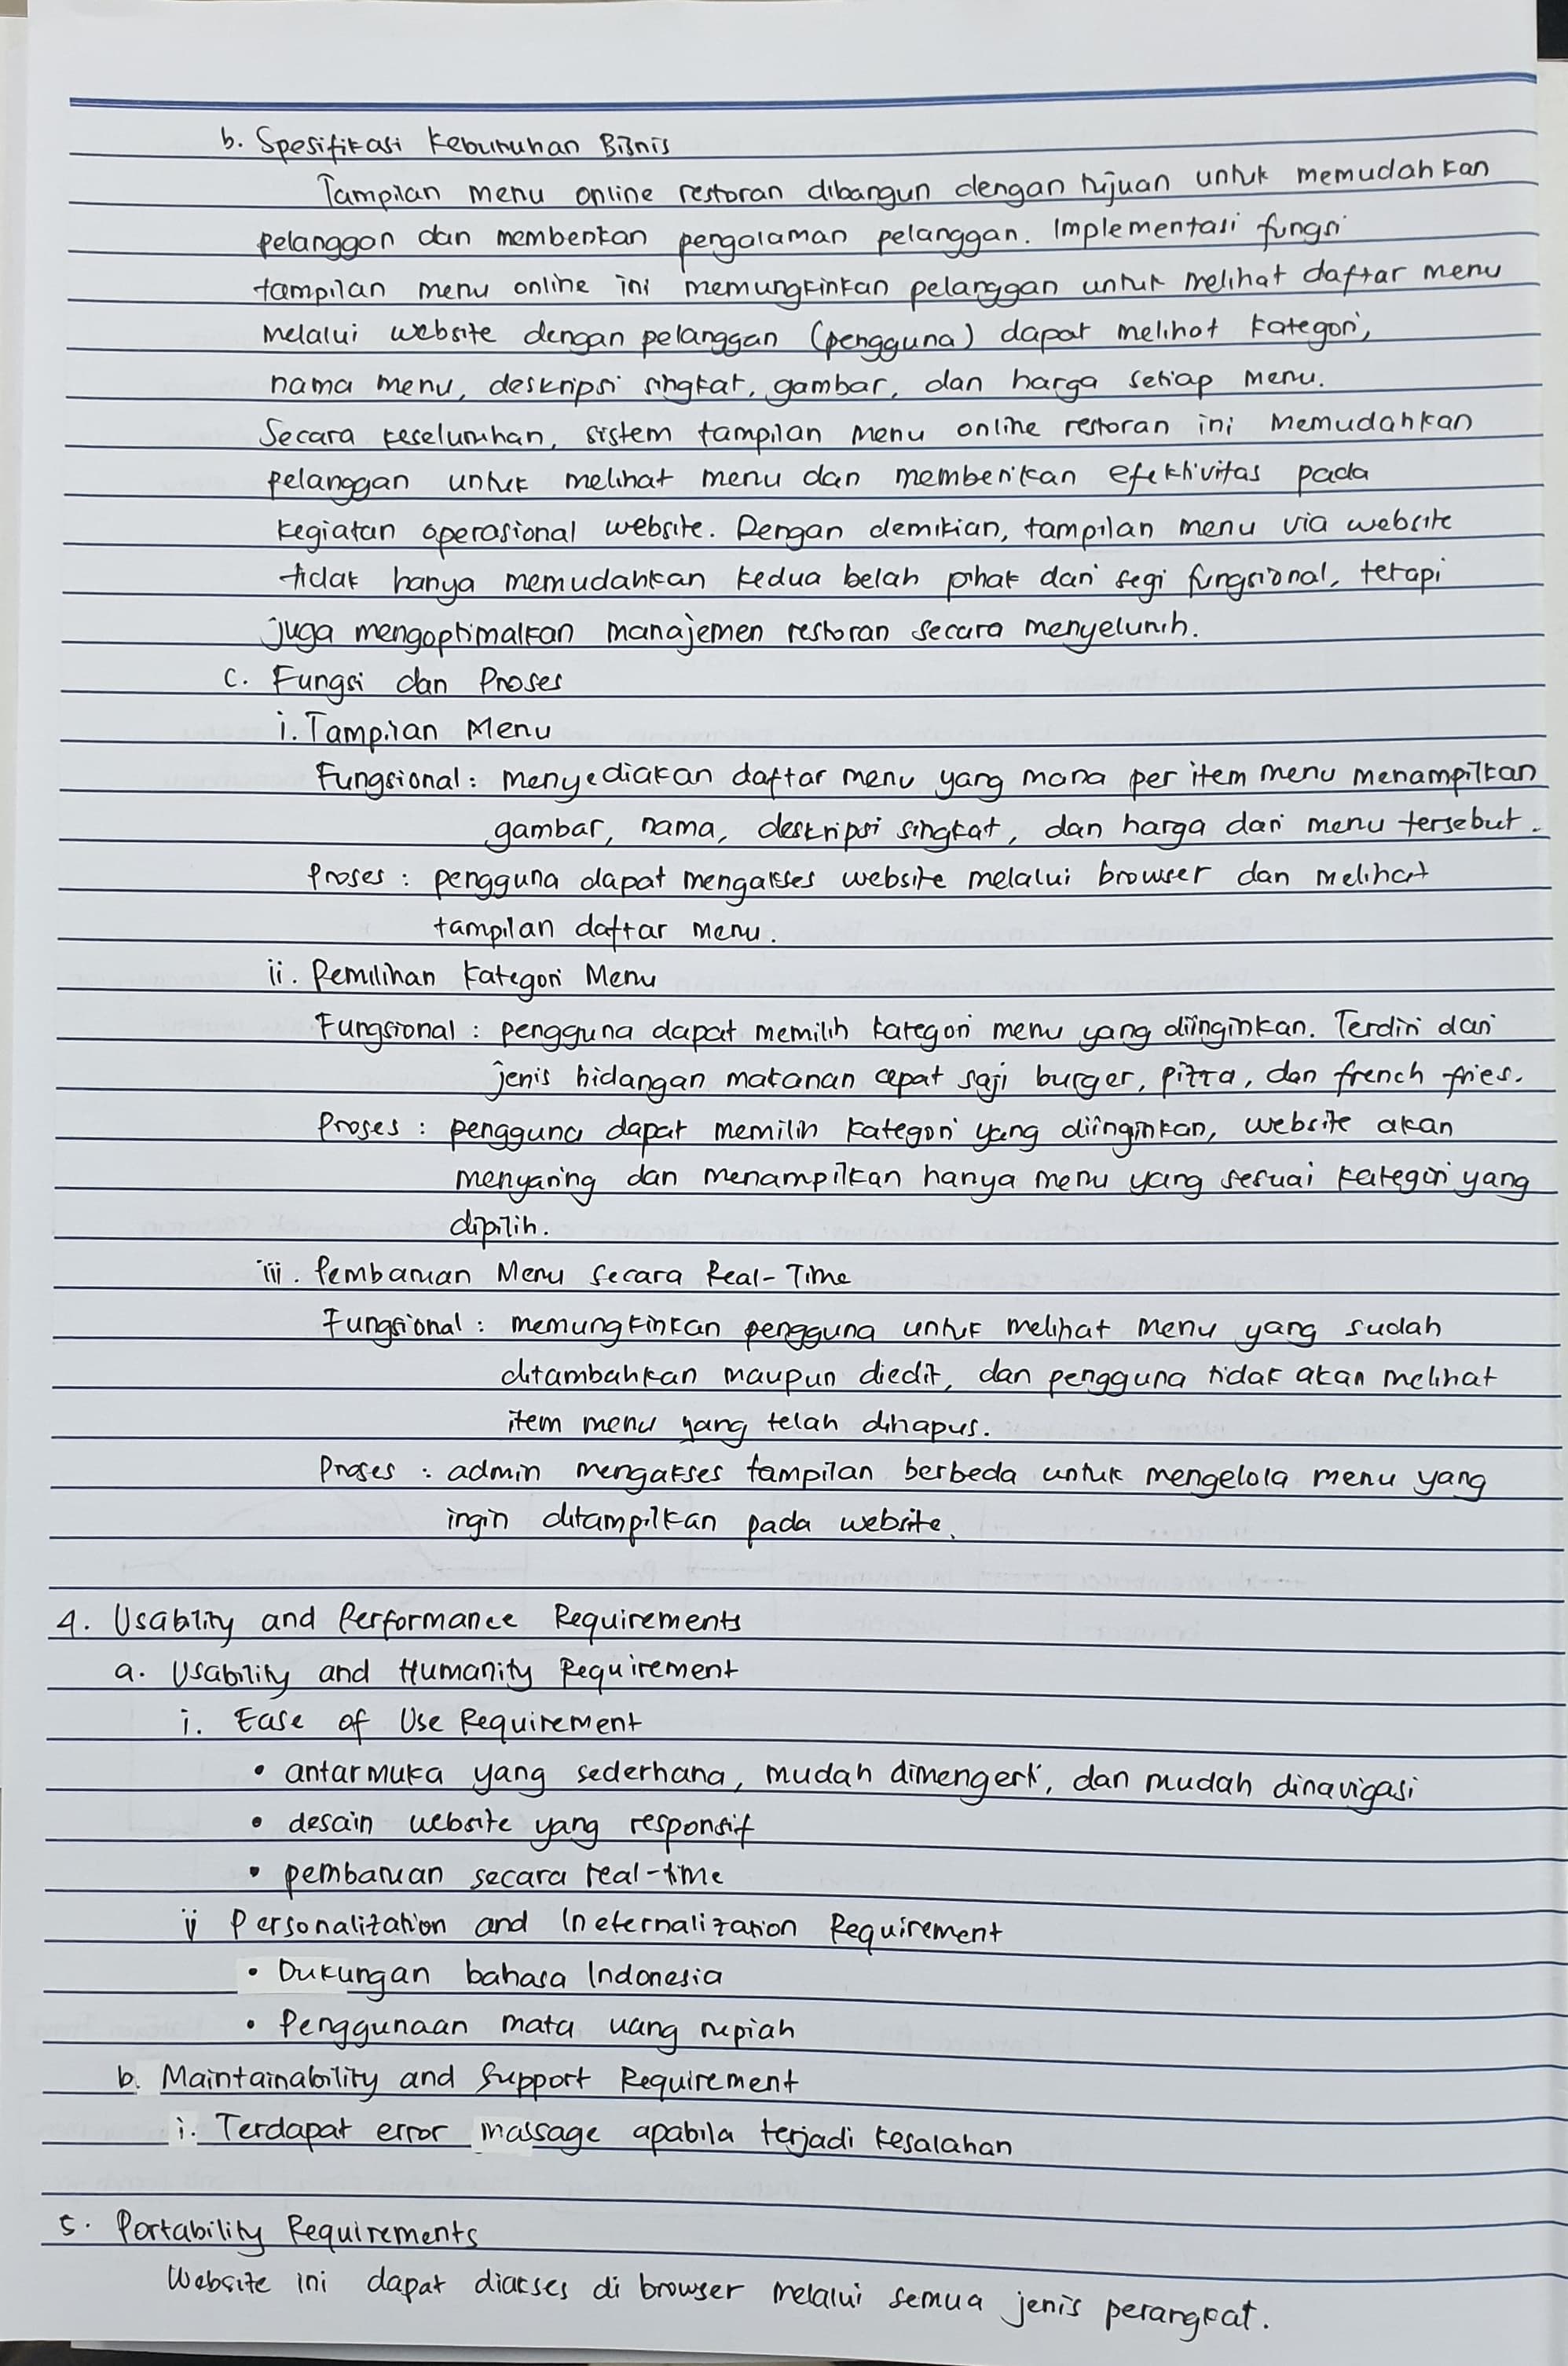 b. Spesifikasi Kebutuhan Bisnis
Tampilan menu online restoran dibangun dengan tujuan untuk memudahkan
pelanggan dan memberikan pengalaman pelanggan. Implementasi fungsi
tampilan menu online ini memungkinkan pelanggan untuk melihat daftar menu
melalui website dengan pelanggan (pengguna) dapat melihat kategori,
nama menu, deskripsi singkat, gambar, dan harga setiap menu.
Secara keseluruhan, sistem tampilan menu online restoran ini memudahkan
pelanggan untuk melihat menu dan memberikan efektivitas pada
kegiatan operasional website. Dengan demikian, tampilan menu via website
tidak hanya memudahkan kedua belah pihak dari segi fungsional, tetapi
juga mengoptimalkan manajemen restoran secara menyeluruh.
c. Fungsi dan Proses
i. Tampilan Menu
Fungsional : menyediakan daftar menu yang mana per item menu menampilkan
gambar, nama, deskripsi singkat, dan harga dari menu tersebut.
Proses : pengguna dapat mengakses website melalui browser dan melihat
tampilan daftar menu.
ii. Pemilihan Kategori Menu
Fungsional : pengguna dapat memilih kategori menu yang diinginkan. Terdiri dari
jenis hidangan makanan cepat saji burger, pizza, dan french fries.
Proses : pengguna dapat memilih kategori yang diinginkan, website akan
menyaring dan menampilkan hanya menu yang sesuai kategori yang
dipilih.
iii. Pembaruan Menu secara Real-Time
Fungsional : memungkinkan pengguna untuk melihat menu yang sudah
ditambahkan maupun diedit, dan pengguna tidak akan melihat
item menu yang telah dihapus.
Proses : admin mengakses tampilan berbeda untuk mengelola menu yang
ingin ditampilkan pada website.
4. Usability and Performance Requirements
a. Usability and Humanity Requirement
i. Ease of Use Requirement
• antarmuka yang sederhana, mudah dimengerti, dan mudah dinavigasi
• desain website yang responsif
• pembaruan secara real-time
ii Personalization and Ineternalization Requirement
• Dukungan bahasa Indonesia
• Penggunaan mata uang rupiah
b. Maintainability and Support Requirement
i. Terdapat error massage apabila terjadi kesalahan
5. Portability Requirements
Website ini dapat diakses di browser melalui semua jenis perangkat.